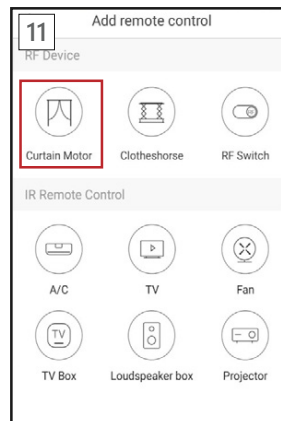 11
Add remote control
RF Device
Curtain Motor Clotheshorse RF Switch
IR Remote Control
A/C TV Fan
TV
TV Box Loudspeaker box Projector